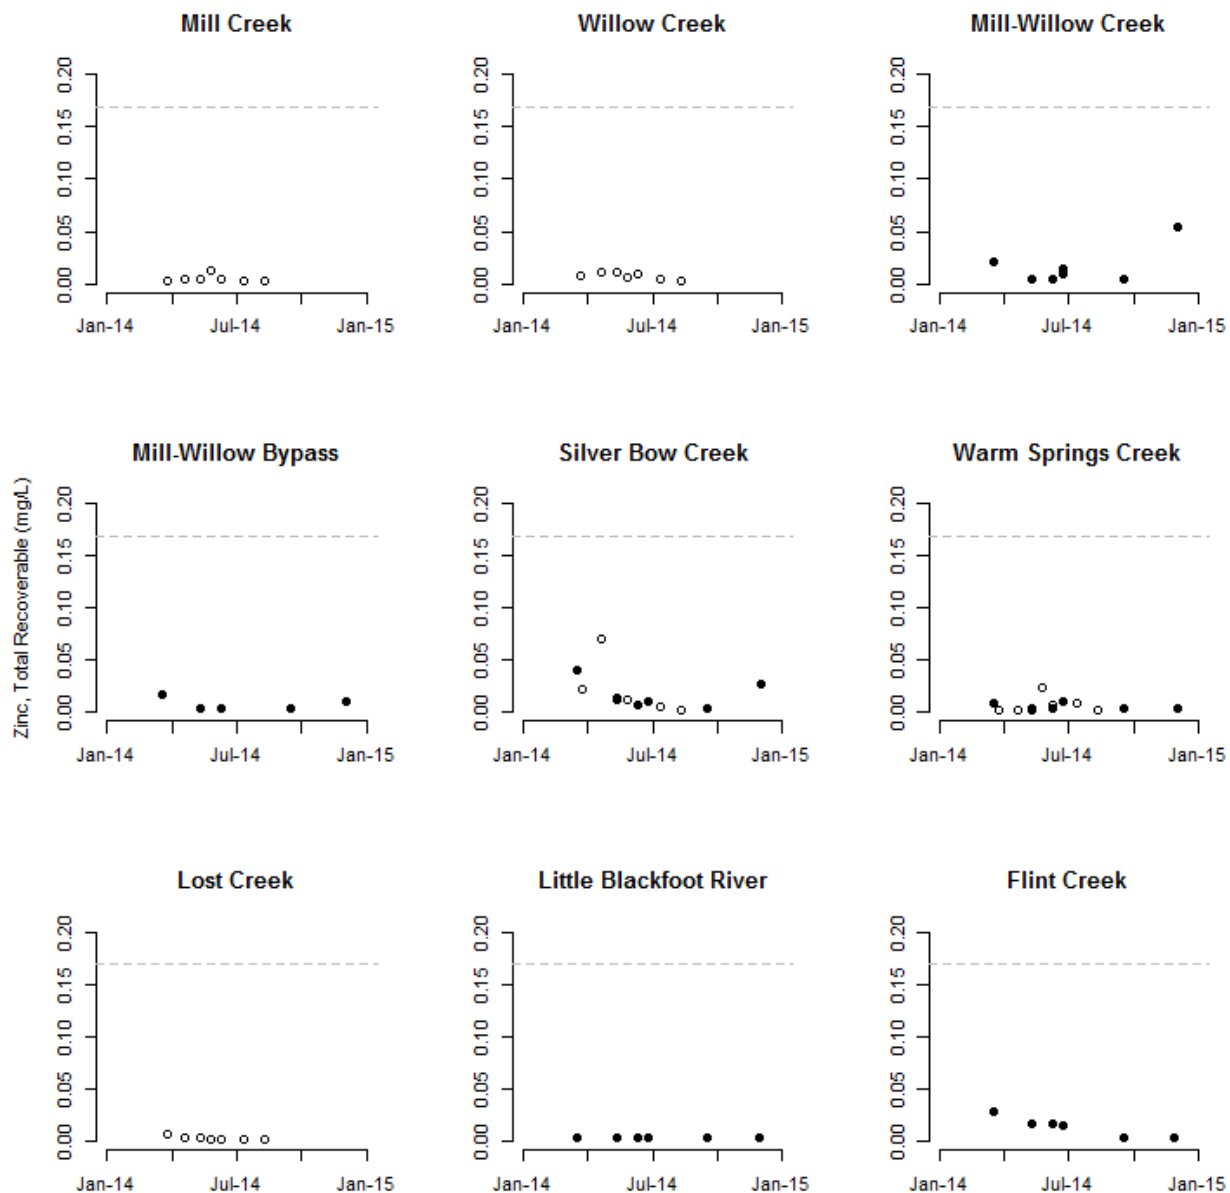 Mill Creek
Willow Creek
Mill-Willow Creek
0.20
0.15
0.10
0.05
0.00
Jan-14
Jul-14
Jan-15
0.20
0.15
0.10
0.05
0.00
Jan-14
Jul-14
Jan-15
0.20
0.15
0.10
0.05
0.00
Jan-14
Jul-14
Jan-15
Zinc, Total Recoverable (mg/L)
Mill-Willow Bypass
Silver Bow Creek
Warm Springs Creek
0.20
0.15
0.10
0.05
0.00
Jan-14
Jul-14
Jan-15
0.20
0.15
0.10
0.05
0.00
Jan-14
Jul-14
Jan-15
0.20
0.15
0.10
0.05
0.00
Jan-14
Jul-14
Jan-15
Lost Creek
Little Blackfoot River
Flint Creek
0.20
0.15
0.10
0.05
0.00
Jan-14
Jul-14
Jan-15
0.20
0.15
0.10
0.05
0.00
Jan-14
Jul-14
Jan-15
0.20
0.15
0.10
0.05
0.00
Jan-14
Jul-14
Jan-15